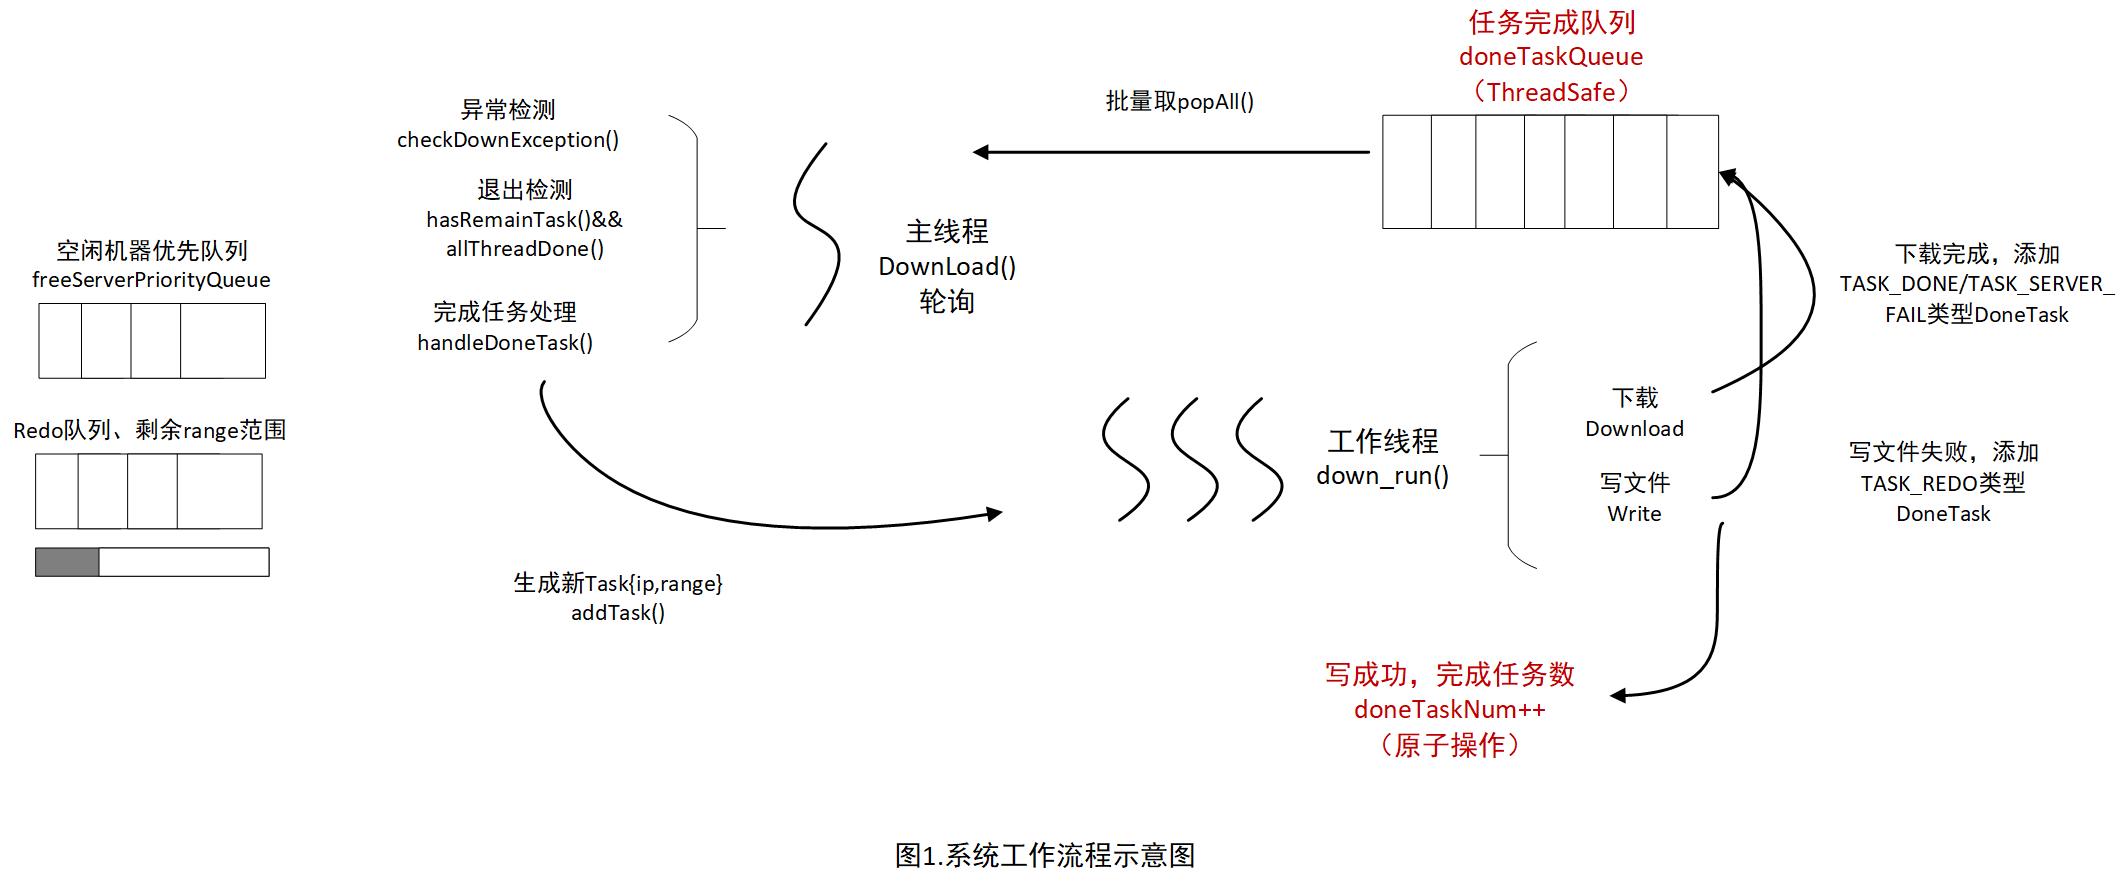 任务完成队列
doneTaskQueue
（ThreadSafe）
批量取popAll()
异常检测
checkDownException()
退出检测
hasRemainTask()&&
allThreadDone()
完成任务处理
handleDoneTask()
主线程
DownLoad()
轮询
空闲机器优先队列
freeServerPriorityQueue
Redo队列、剩余range范围
下载完成，添加
TASK_DONE/TASK_SERVER_
FAIL类型DoneTask
下载
Download
工作线程
down_run()
写文件
Write
写文件失败，添加
TASK_REDO类型
DoneTask
生成新Task{ip,range}
addTask()
写成功，完成任务数
doneTaskNum++
（原子操作）
图1.系统工作流程示意图